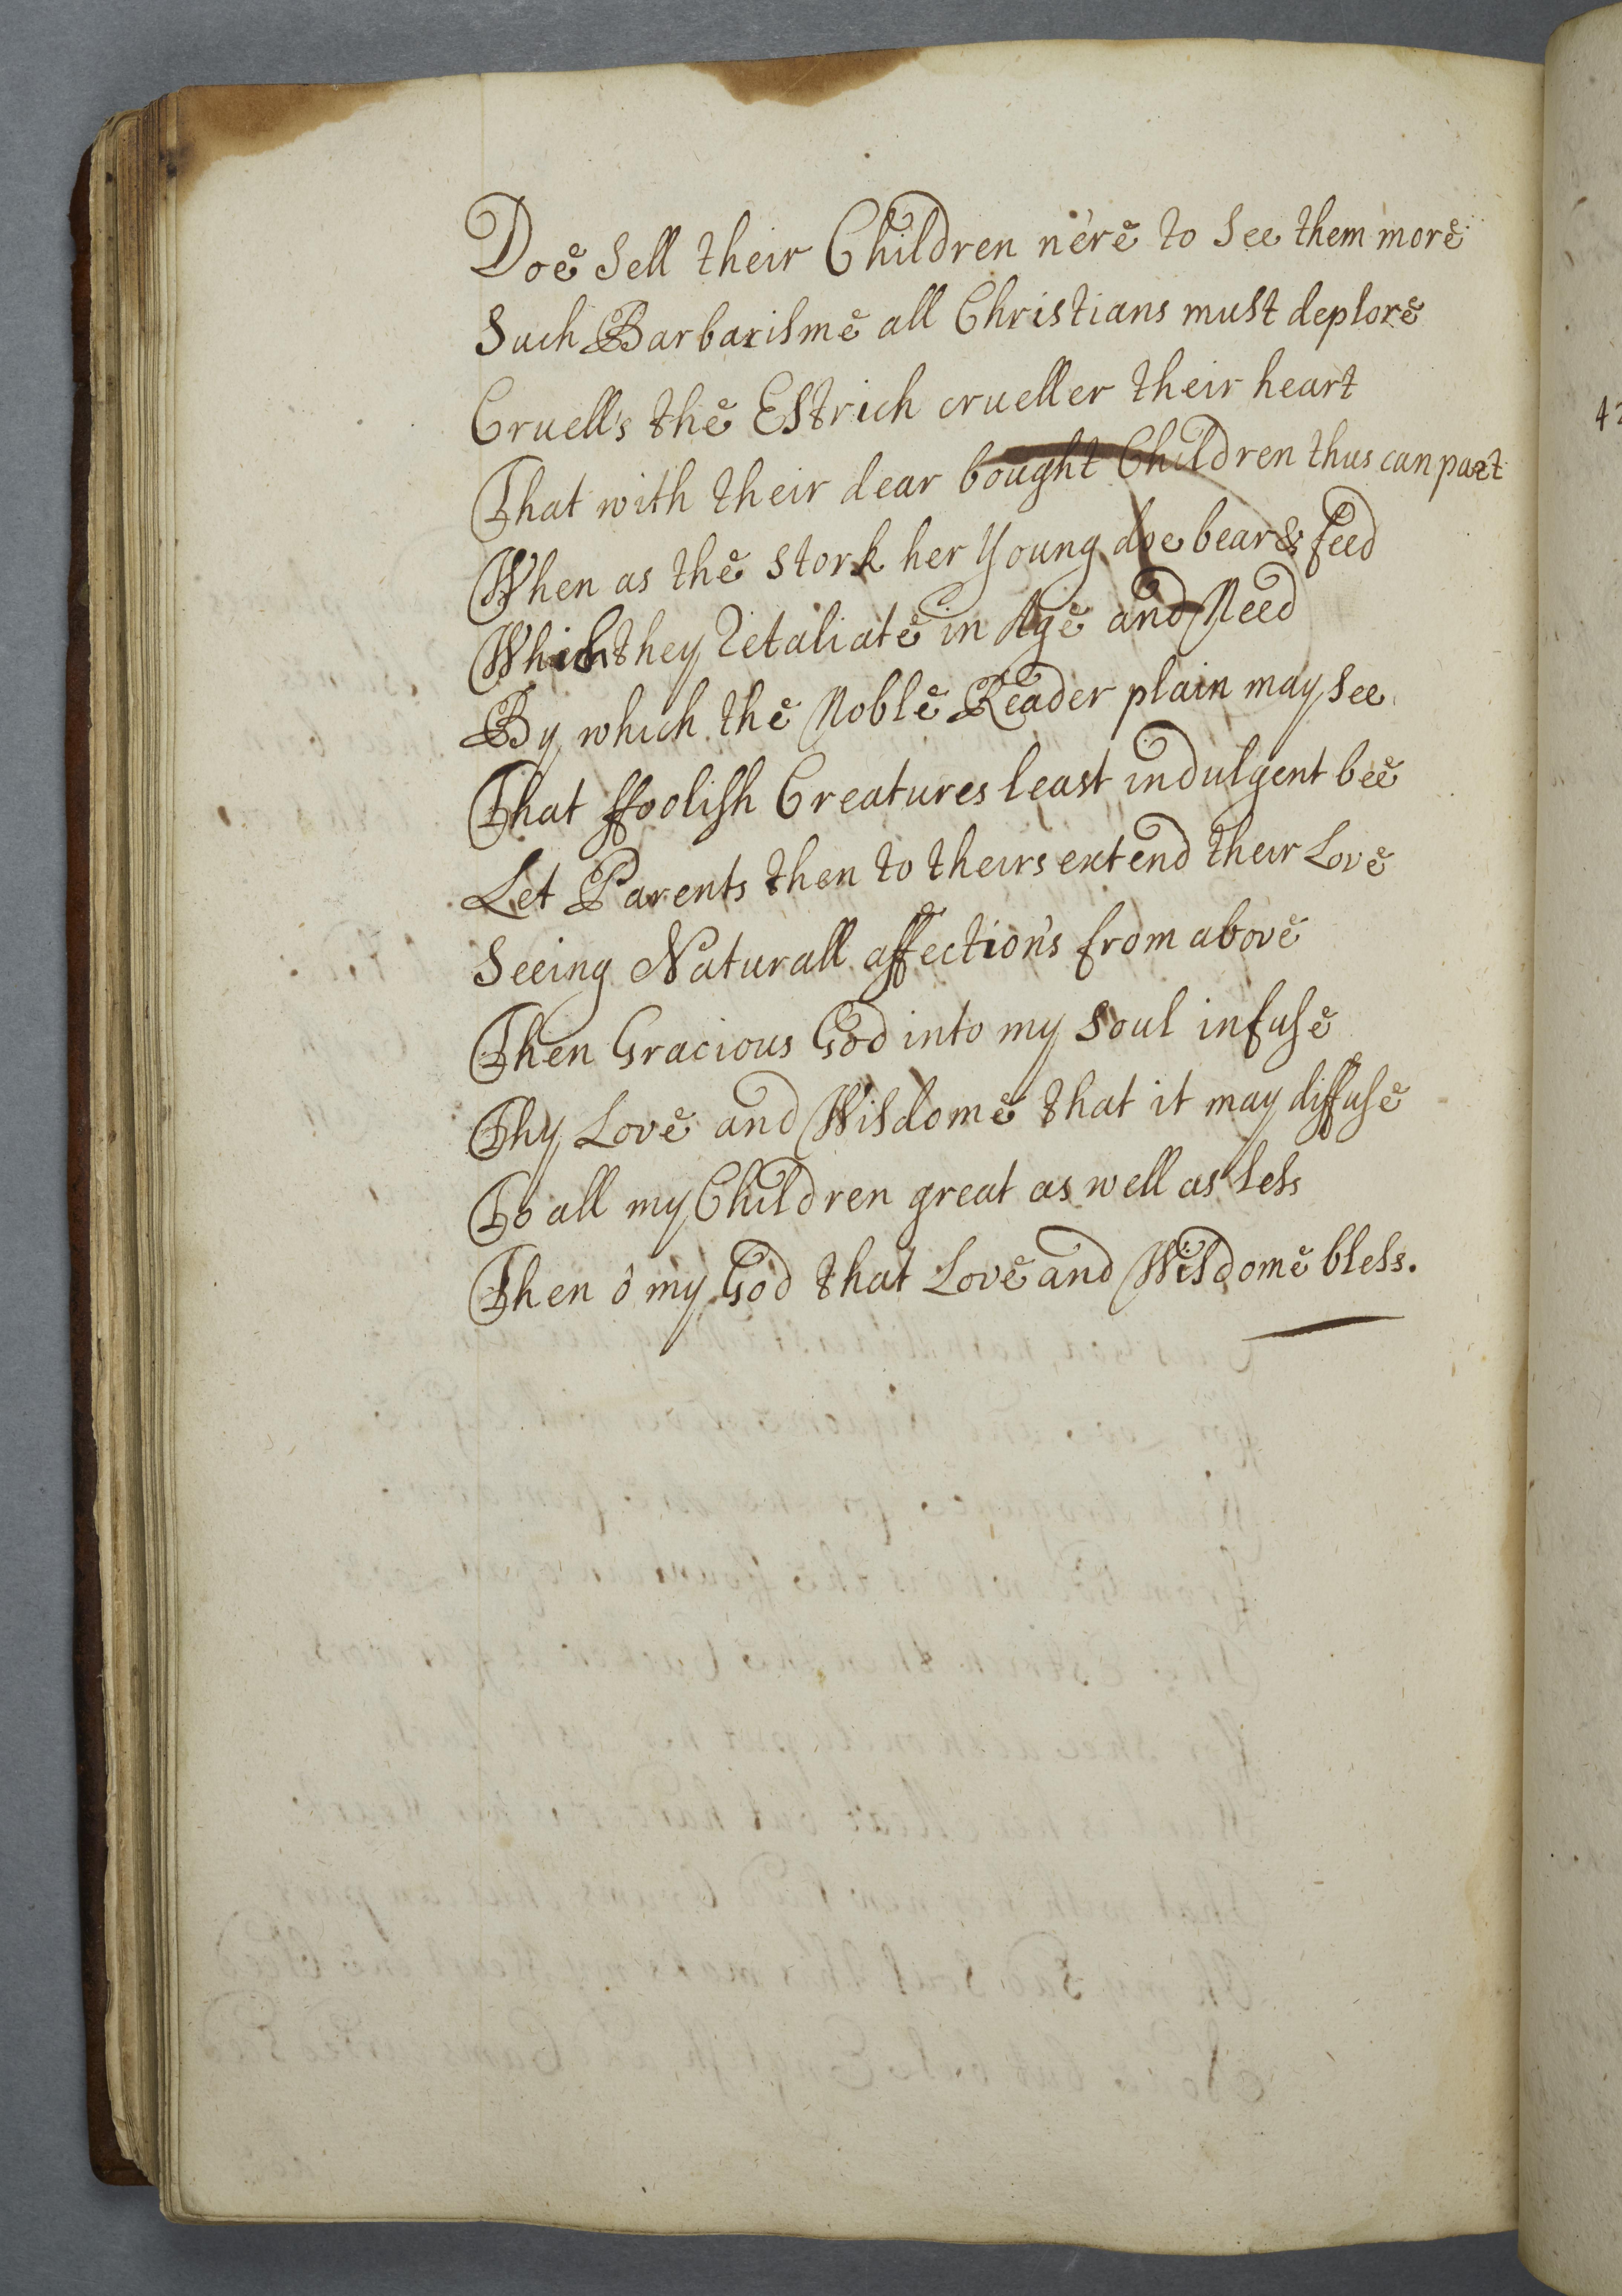 Doe Sell their Children ne're to See them more
Such Barbarisme all Christians must deplore
Cruell's the Estrich crueller their heart
That with their dear bought Children thus can part
When as the Stork her Young doe bear & feed
Which they Retaliate in Age and Need
By which the Noble Reader plain may See
That ffoolish Creatures least indulgent bee
Let Parents then to theirs extend their Love
Seeing Naturall affection's from above
Then Gracious God into my Soul infuse
Thy Love and Wisdome that it may diffuse
To all my Children great as well as less
Then ô my God that Love and Wisdome bless.